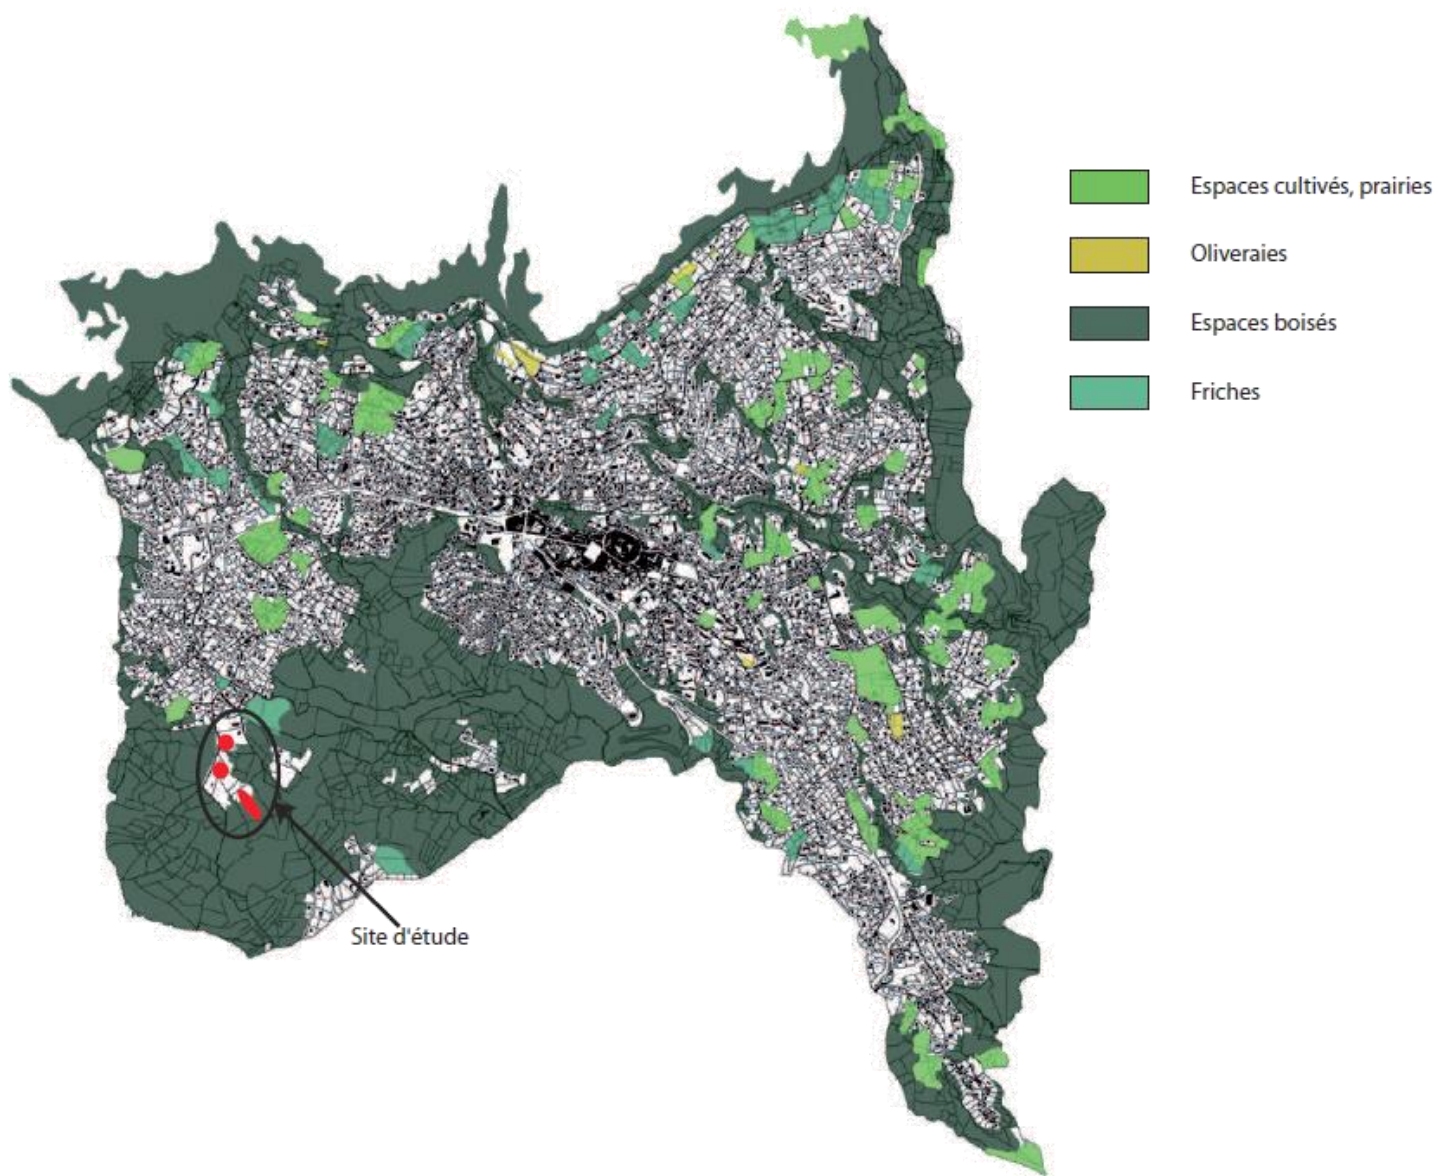 Espaces cultivés, prairies
Oliveraies
Espaces boisés
Friches
Site d'étude